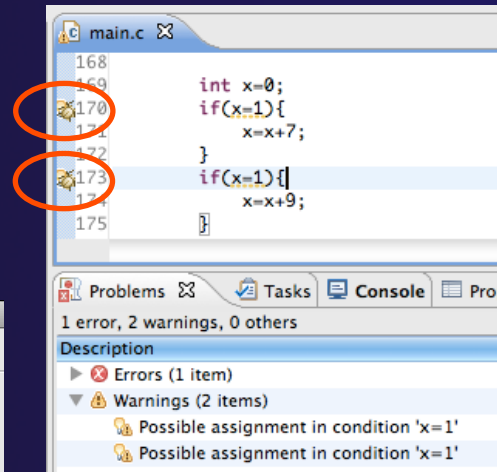 main.c
168
169 int x=0;
170 if(x=1){
171 x=x+7;
172 }
173 if(x=1){
174 x=x+9;
175 }
Problems Tasks Console Pro
1 error, 2 warnings, 0 others
Description
Errors (1 item)
Warnings (2 items)
Possible assignment in condition 'x=1'
Possible assignment in condition 'x=1'